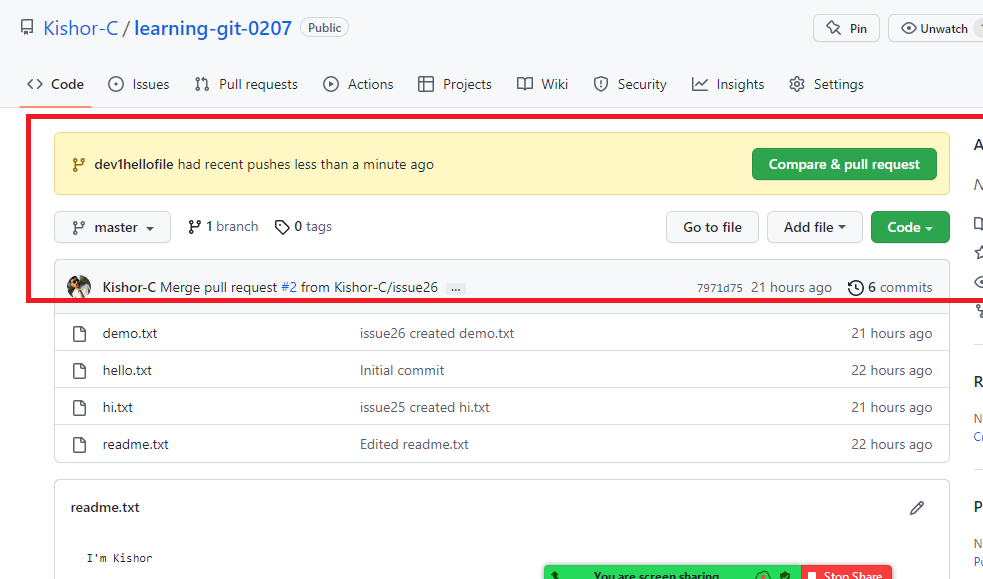 Kishor-C / learning-git-0207 Public Pin Unwatch
Code Issues Pull requests Actions Projects Wiki Security Insights Settings
dev1hellofile had recent pushes less than a minute ago Compare & pull request
master 1 branch 0 tags Go to file Add file Code
Kishor-C Merge pull request #2 from Kishor-C/issue26 ... 7971d75 21 hours ago 6 commits
demo.txt issue26 created demo.txt 21 hours ago
hello.txt Initial commit 22 hours ago
hi.txt issue25 created hi.txt 21 hours ago
readme.txt Edited readme.txt 22 hours ago
readme.txt
I'm Kishor
You are screen sharing Stop Share